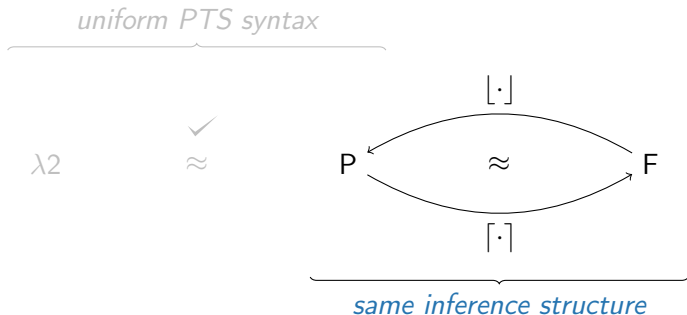 uniform PTS syntax
⌊·⌋
✓
λ2 ≈ P ≈ F
⌈·⌉
same inference structure